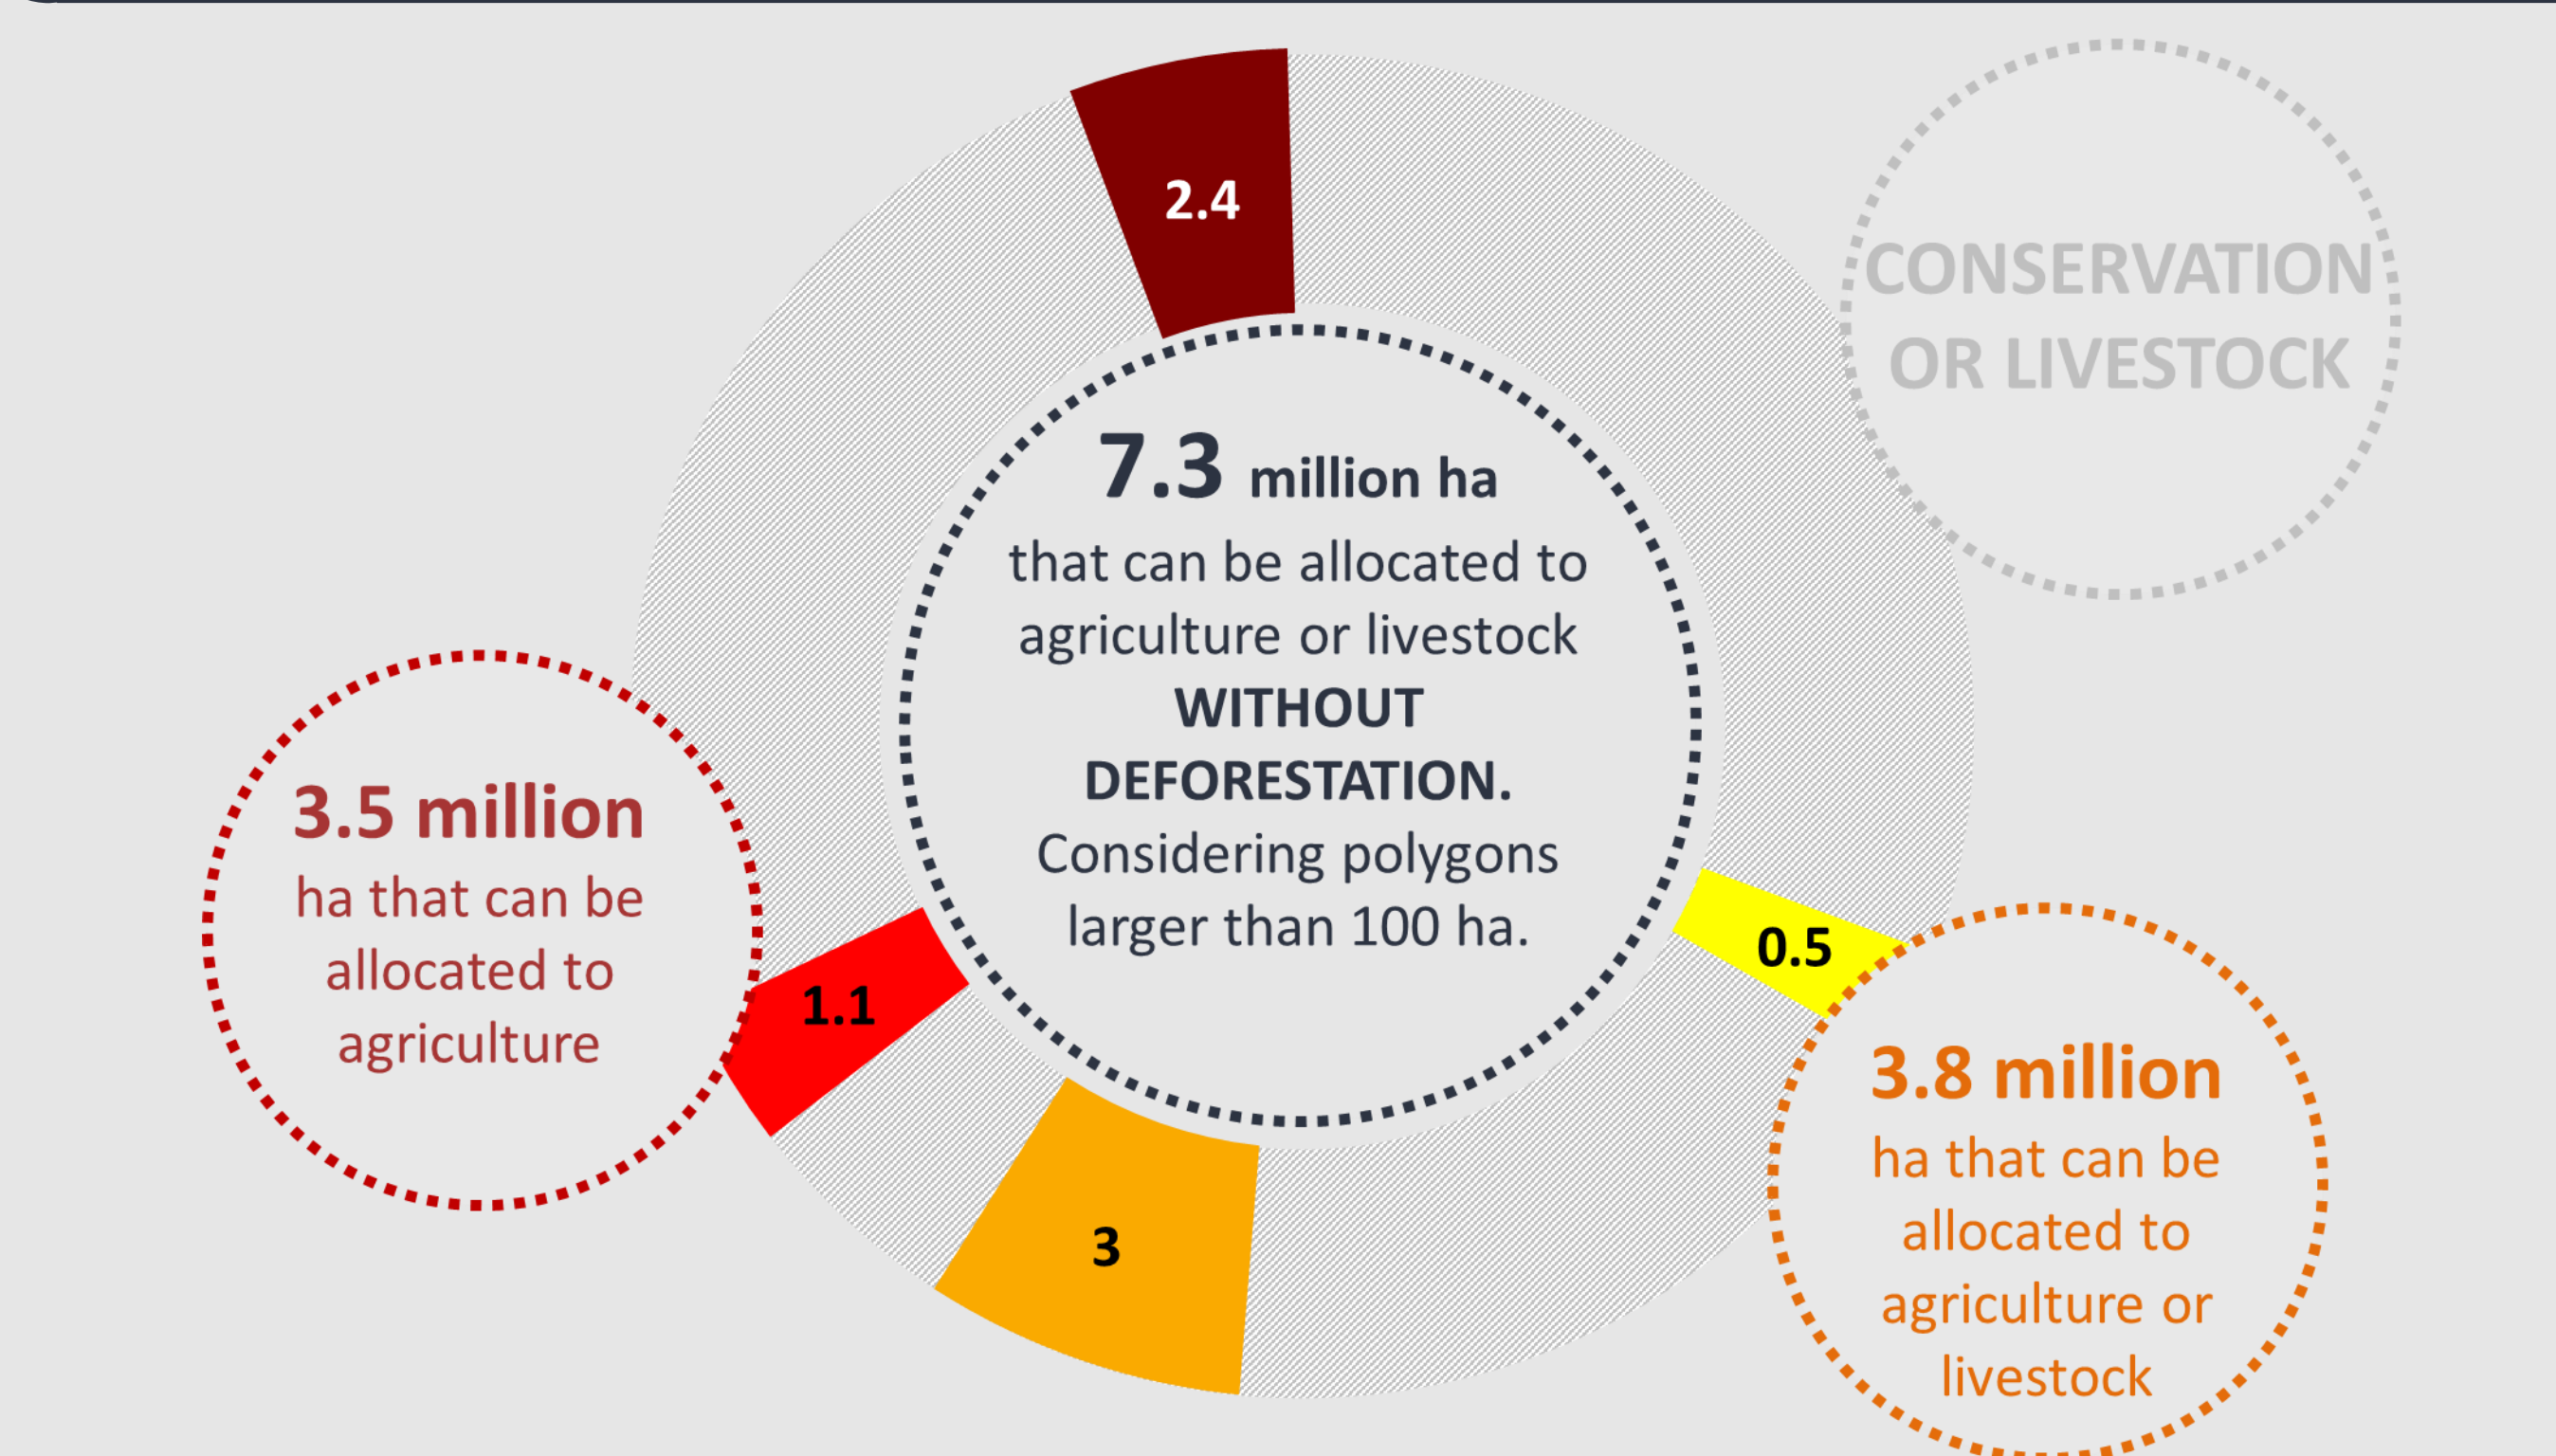 2.4
CONSERVATION
OR LIVESTOCK
7.3 million ha
that can be allocated to
agriculture or livestock
WITHOUT
DEFORESTATION.
Considering polygons
larger than 100 ha.
3.5 million
ha that can be
allocated to
agriculture
1.1
0.5
3
3.8 million
ha that can be
allocated to
agriculture or
livestock